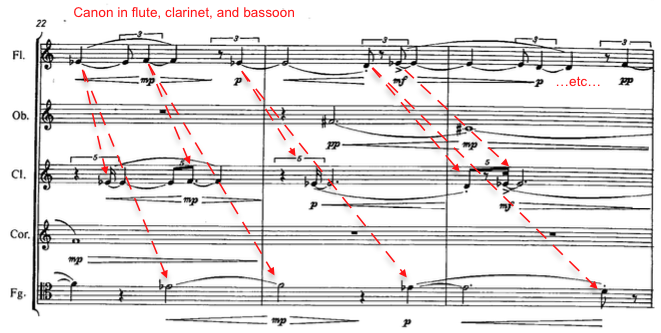 Canon in flute, clarinet, and bassoon
22
3 3 3 3 3
Fl.
mp p mf p …etc… pp
Ob.
pp mp
5 5 5
Cl.
mp p mf
Cor.
mp
Fg.
mp p